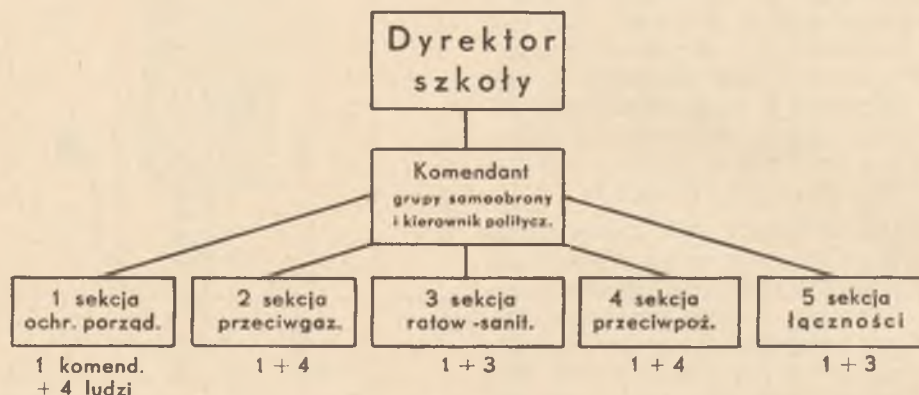 Dyrektor
szkoły
Komendant
grupy samoobrony
i kierownik politycz.
1 sekcja
ochr. porząd.
1 komend.
+ 4 ludzi
2 sekcja
przeciwgaz.
1 + 4
3 sekcja
ratow-sanit.
1 + 3
4 sekcja
przeciwpoż.
1 + 4
5 sekcja
łączności
1 + 3